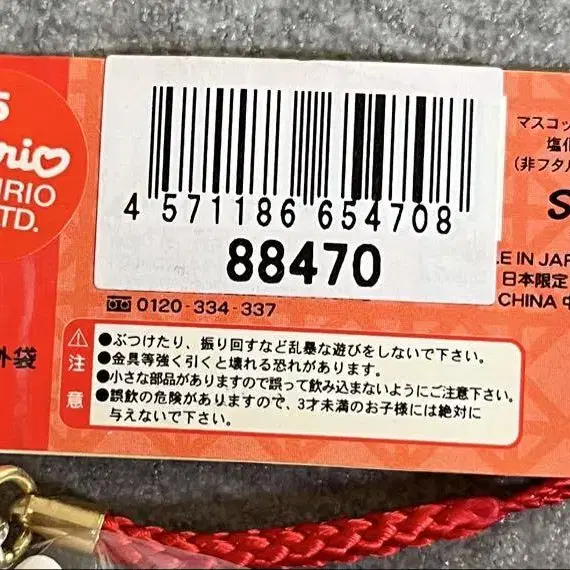 4 571186 654708
88470
0120-334-337
マスコッ
塩化
(非フタル
E IN JAP
日本限定
CHINA 中
RIO
TD.
外袋
注意
●ぶつけたり、振り回すなど乱暴な遊びをしないで下さい。
●金具等強く引くと壊れる恐れがあります。
●小さな部品がありますので誤って飲み込まないようにご注意下さい。
●誤飲の危険がありますので、3才未満のお子様には絶対に
与えないで下さい。